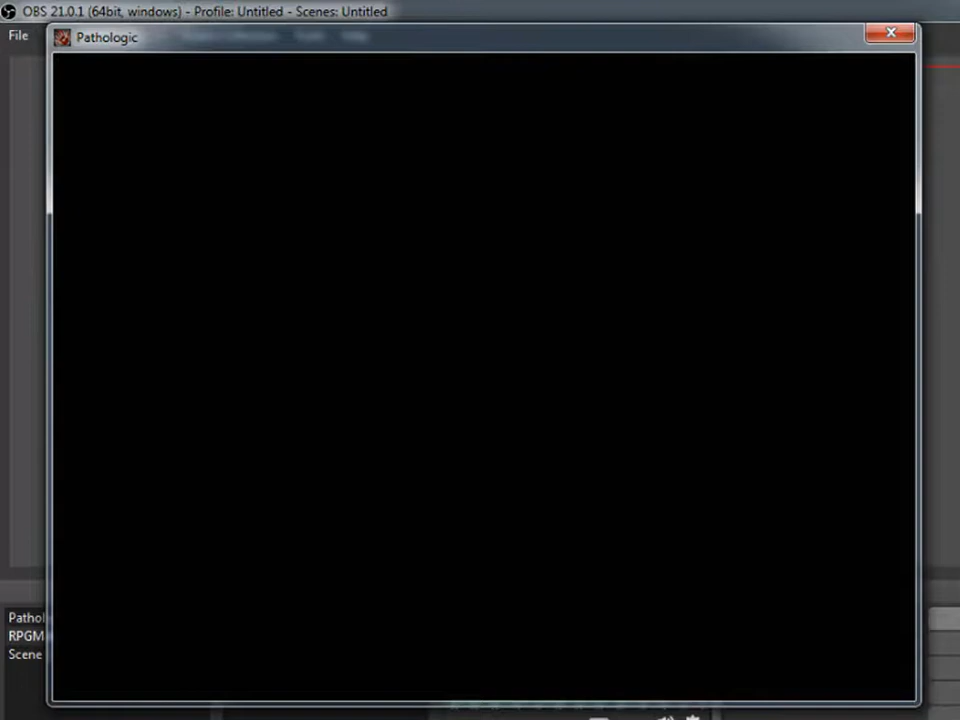 OBS 21.0.1 (64bit, windows) - Profile: Untitled - Scenes: Untitled
File
Pathologic
Pathol
RPGM
Scene